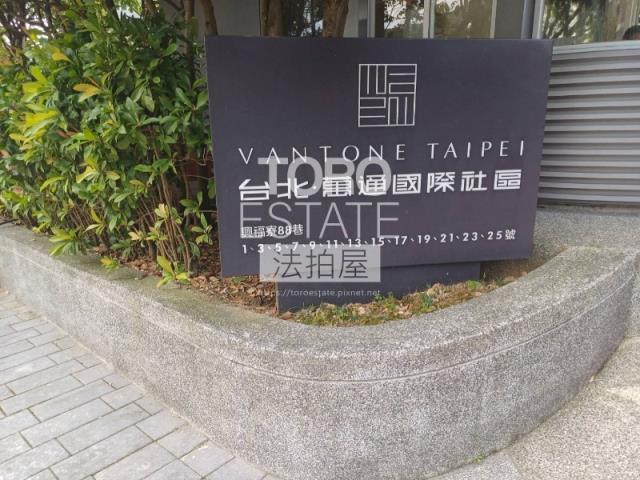 VANTONE TAIPEI
TORO
台北·萬通國際社區
ESTATE
興福寮88巷
1、3、5、7、9、11、13、15、17、19、21、23、25號
法拍屋
https://toroestate.pixnet.net